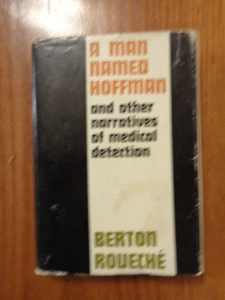 A MAN
NAMED
HOFFMAN
and other
narratives
of medical
detection
BERTON
ROUECHÉ